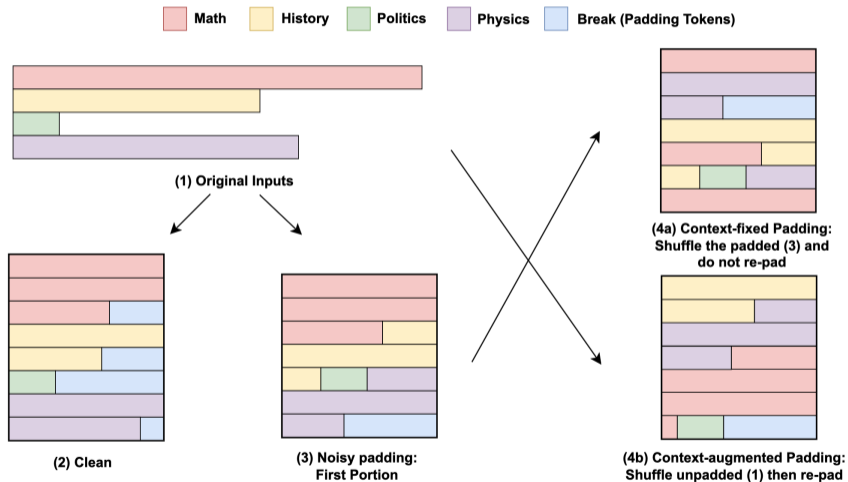 Math History Politics Physics Break (Padding Tokens)
(1) Original Inputs
(2) Clean
(3) Noisy padding:
First Portion
(4a) Context-fixed Padding:
Shuffle the padded (3) and
do not re-pad
(4b) Context-augmented Padding:
Shuffle unpadded (1) then re-pad